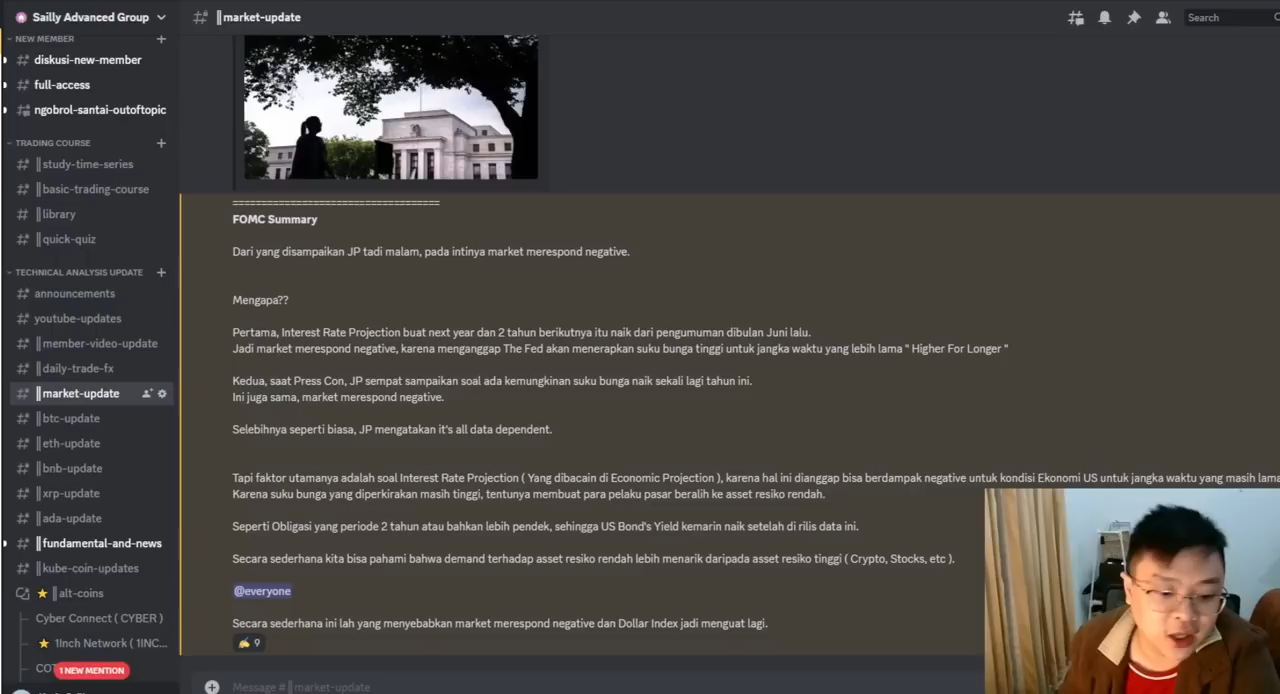 Sailly Advanced Group
market-update
Search
NEW MEMBER
diskusi-new-member
full-access
ngobrol-santai-outoftopic
TRADING COURSE
study-time-series
basic-trading-course
library
quick-quiz
TECHNICAL ANALYSIS UPDATE
announcements
youtube-updates
member-video-update
daily-trade-fx
market-update
btc-update
eth-update
bnb-update
xrp-update
ada-update
fundamental-and-news
kube-coin-updates
alt-coins
Cyber Connect ( CYBER )
1Inch Network ( 1INC...
1 NEW MENTION
==================================
FOMC Summary
Dari yang disampaikan JP tadi malam, pada intinya market merespond negative.
Mengapa??
Pertama, Interest Rate Projection buat next year dan 2 tahun berikutnya itu naik dari pengumuman dibulan Juni lalu.
Jadi market merespond negative, karena menganggap The Fed akan menerapkan suku bunga tinggi untuk jangka waktu yang lebih lama " Higher For Longer "
Kedua, saat Press Con, JP sempat sampaikan soal ada kemungkinan suku bunga naik sekali lagi tahun ini.
Ini juga sama, market merespond negative.
Selebihnya seperti biasa, JP mengatakan it's all data dependent.
Tapi faktor utamanya adalah soal Interest Rate Projection ( Yang dibacain di Economic Projection ), karena hal ini dianggap bisa berdampak negative untuk kondisi Ekonomi US untuk jangka waktu yang masih lama
Karena suku bunga yang diperkirakan masih tinggi, tentunya membuat para pelaku pasar beralih ke asset resiko rendah.
Seperti Obligasi yang periode 2 tahun atau bahkan lebih pendek, sehingga US Bond's Yield kemarin naik setelah di rilis data ini.
Secara sederhana kita bisa pahami bahwa demand terhadap asset resiko rendah lebih menarik daripada asset resiko tinggi ( Crypto, Stocks, etc ).
@everyone
Secara sederhana ini lah yang menyebabkan market merespond negative dan Dollar Index jadi menguat lagi.
9
Message # market-update